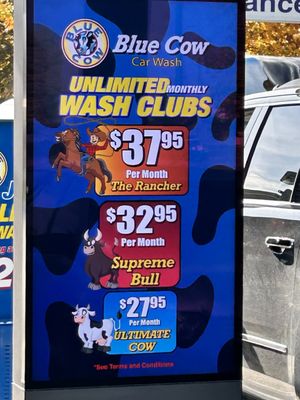 BLUE
COW
Blue Cow
Car Wash
UNLIMITED MONTHLY
WASH CLUBS
$37.95
Per Month
The Rancher
$32.95
Per Month
Supreme
Bull
$27.95
Per Month
ULTIMATE
COW
*See Terms and Conditions